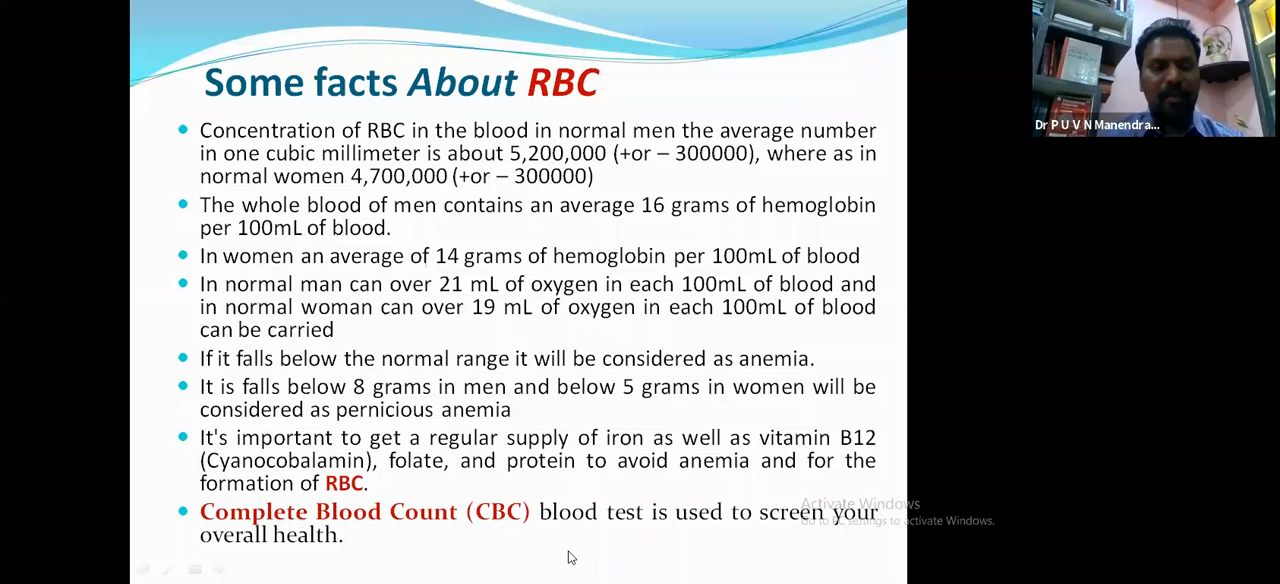 Some facts About RBC
Concentration of RBC in the blood in normal men the average number
in one cubic millimeter is about 5,200,000 (+or – 300000), where as in
normal women 4,700,000 (+or – 300000)
The whole blood of men contains an average 16 grams of hemoglobin
per 100mL of blood.
In women an average of 14 grams of hemoglobin per 100mL of blood
In normal man can over 21 mL of oxygen in each 100mL of blood and
in normal woman can over 19 mL of oxygen in each 100mL of blood
can be carried
If it falls below the normal range it will be considered as anemia.
It is falls below 8 grams in men and below 5 grams in women will be
considered as pernicious anemia
It's important to get a regular supply of iron as well as vitamin B12
(Cyanocobalamin), folate, and protein to avoid anemia and for the
formation of RBC.
Complete Blood Count (CBC) blood test is used to screen your
overall health.
Activate Windows
Go to PC settings to activate Windows.
Dr P U V N Manendra...